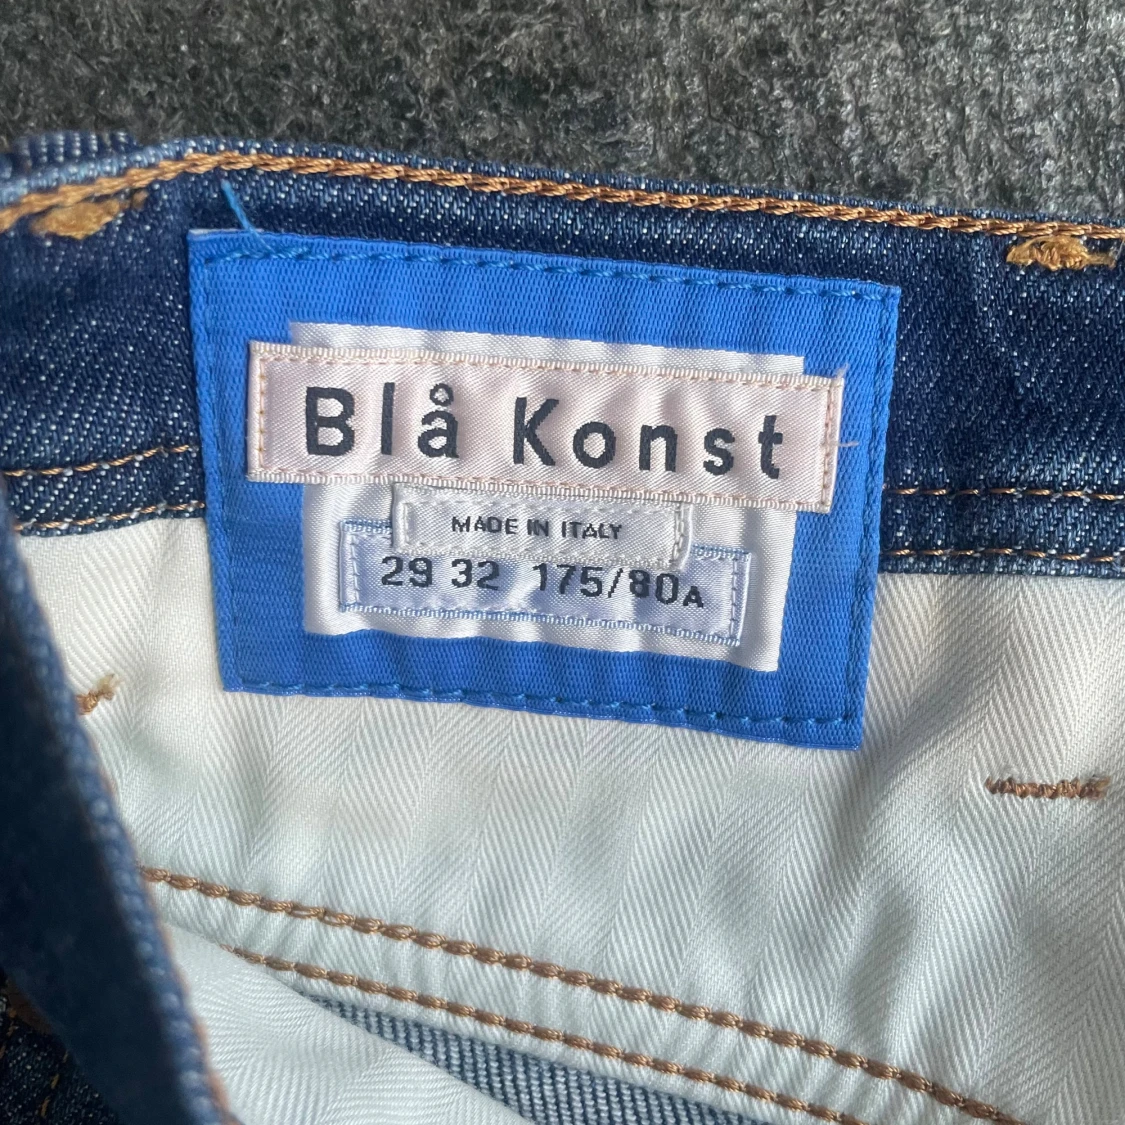 Blå Konst
MADE IN ITALY
29 32 175/80A